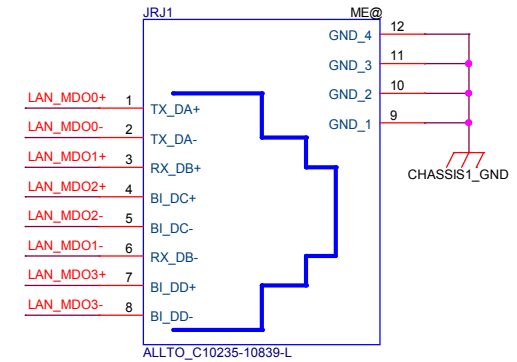 JRJ1 ME@
GND_4 12
GND_3 11
GND_2 10
GND_1 9
CHASSIS1_GND
LAN_MDO0+ 1 TX_DA+
LAN_MDO0- 2 TX_DA-
LAN_MDO1+ 3 RX_DB+
LAN_MDO2+ 4 BI_DC+
LAN_MDO2- 5 BI_DC-
LAN_MDO1- 6 RX_DB-
LAN_MDO3+ 7 BI_DD+
LAN_MDO3- 8 BI_DD-
ALLTO_C10235-10839-L